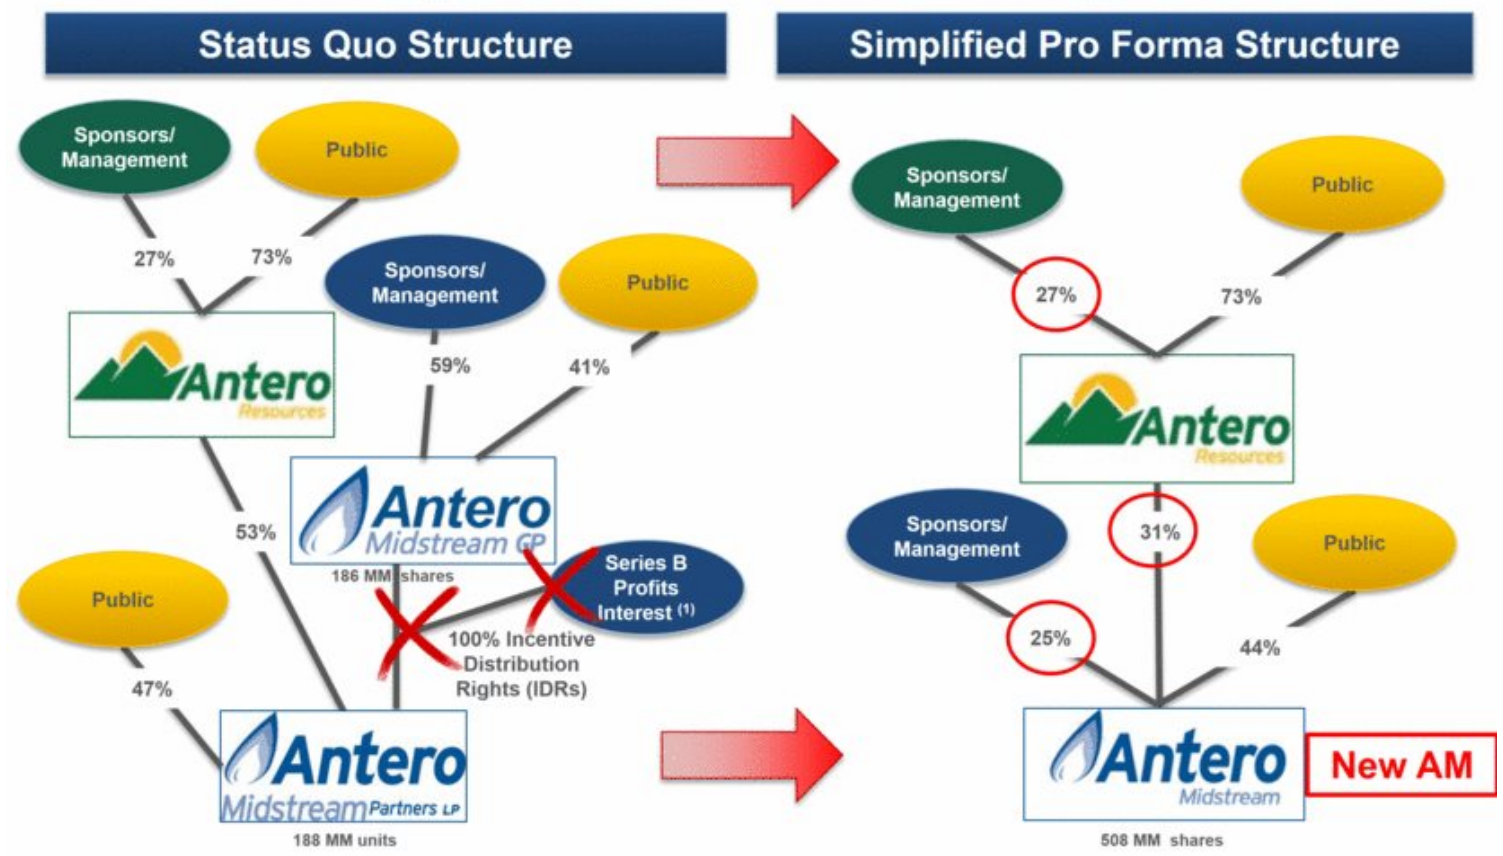 Status Quo Structure
Simplified Pro Forma Structure
Sponsors/
Management
Public
27%
73%
Sponsors/
Management
Public
59%
41%
Antero
Resources
Antero
Midstream GP
186 MM shares
53%
Series B
Profits
Interest (1)
100% Incentive
Distribution
Rights (IDRs)
Public
47%
Antero
Midstream Partners LP
188 MM units
Sponsors/
Management
Public
27%
73%
Antero
Resources
Sponsors/
Management
31%
Public
25%
44%
Antero
Midstream
New AM
508 MM shares